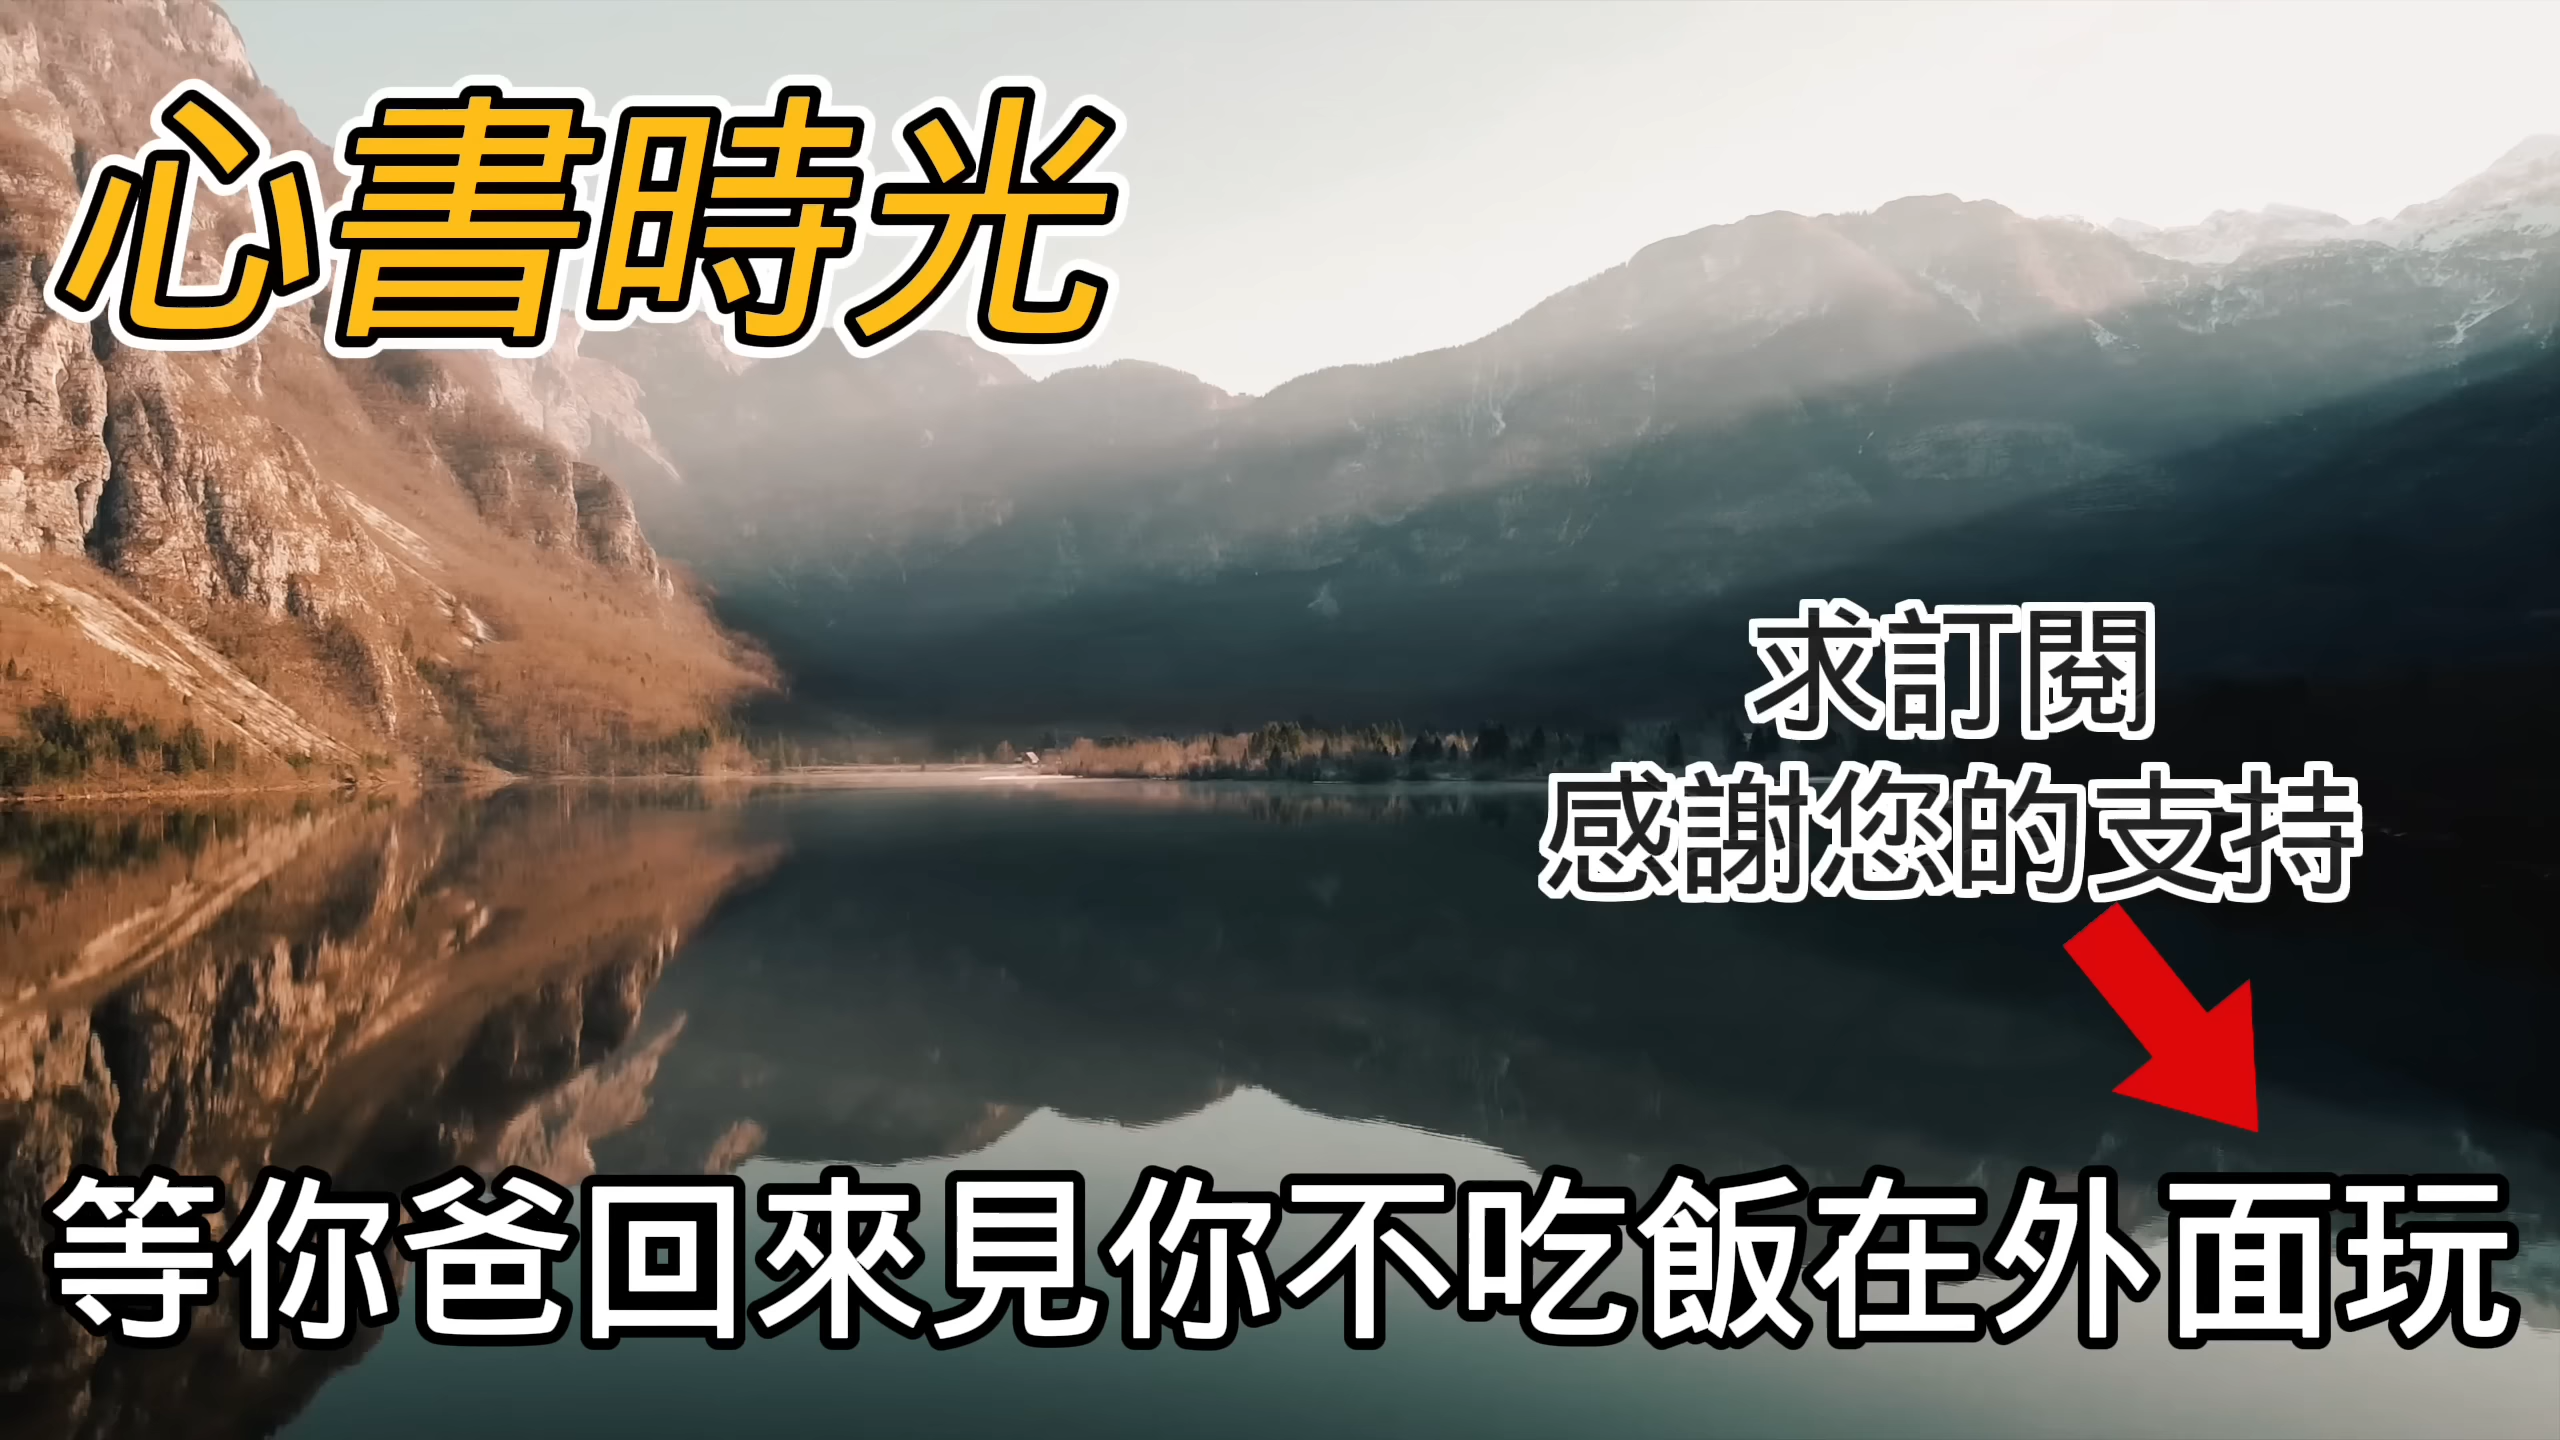 心書時光
求訂閱
感謝您的支持
等你爸回來見你不吃飯在外面玩